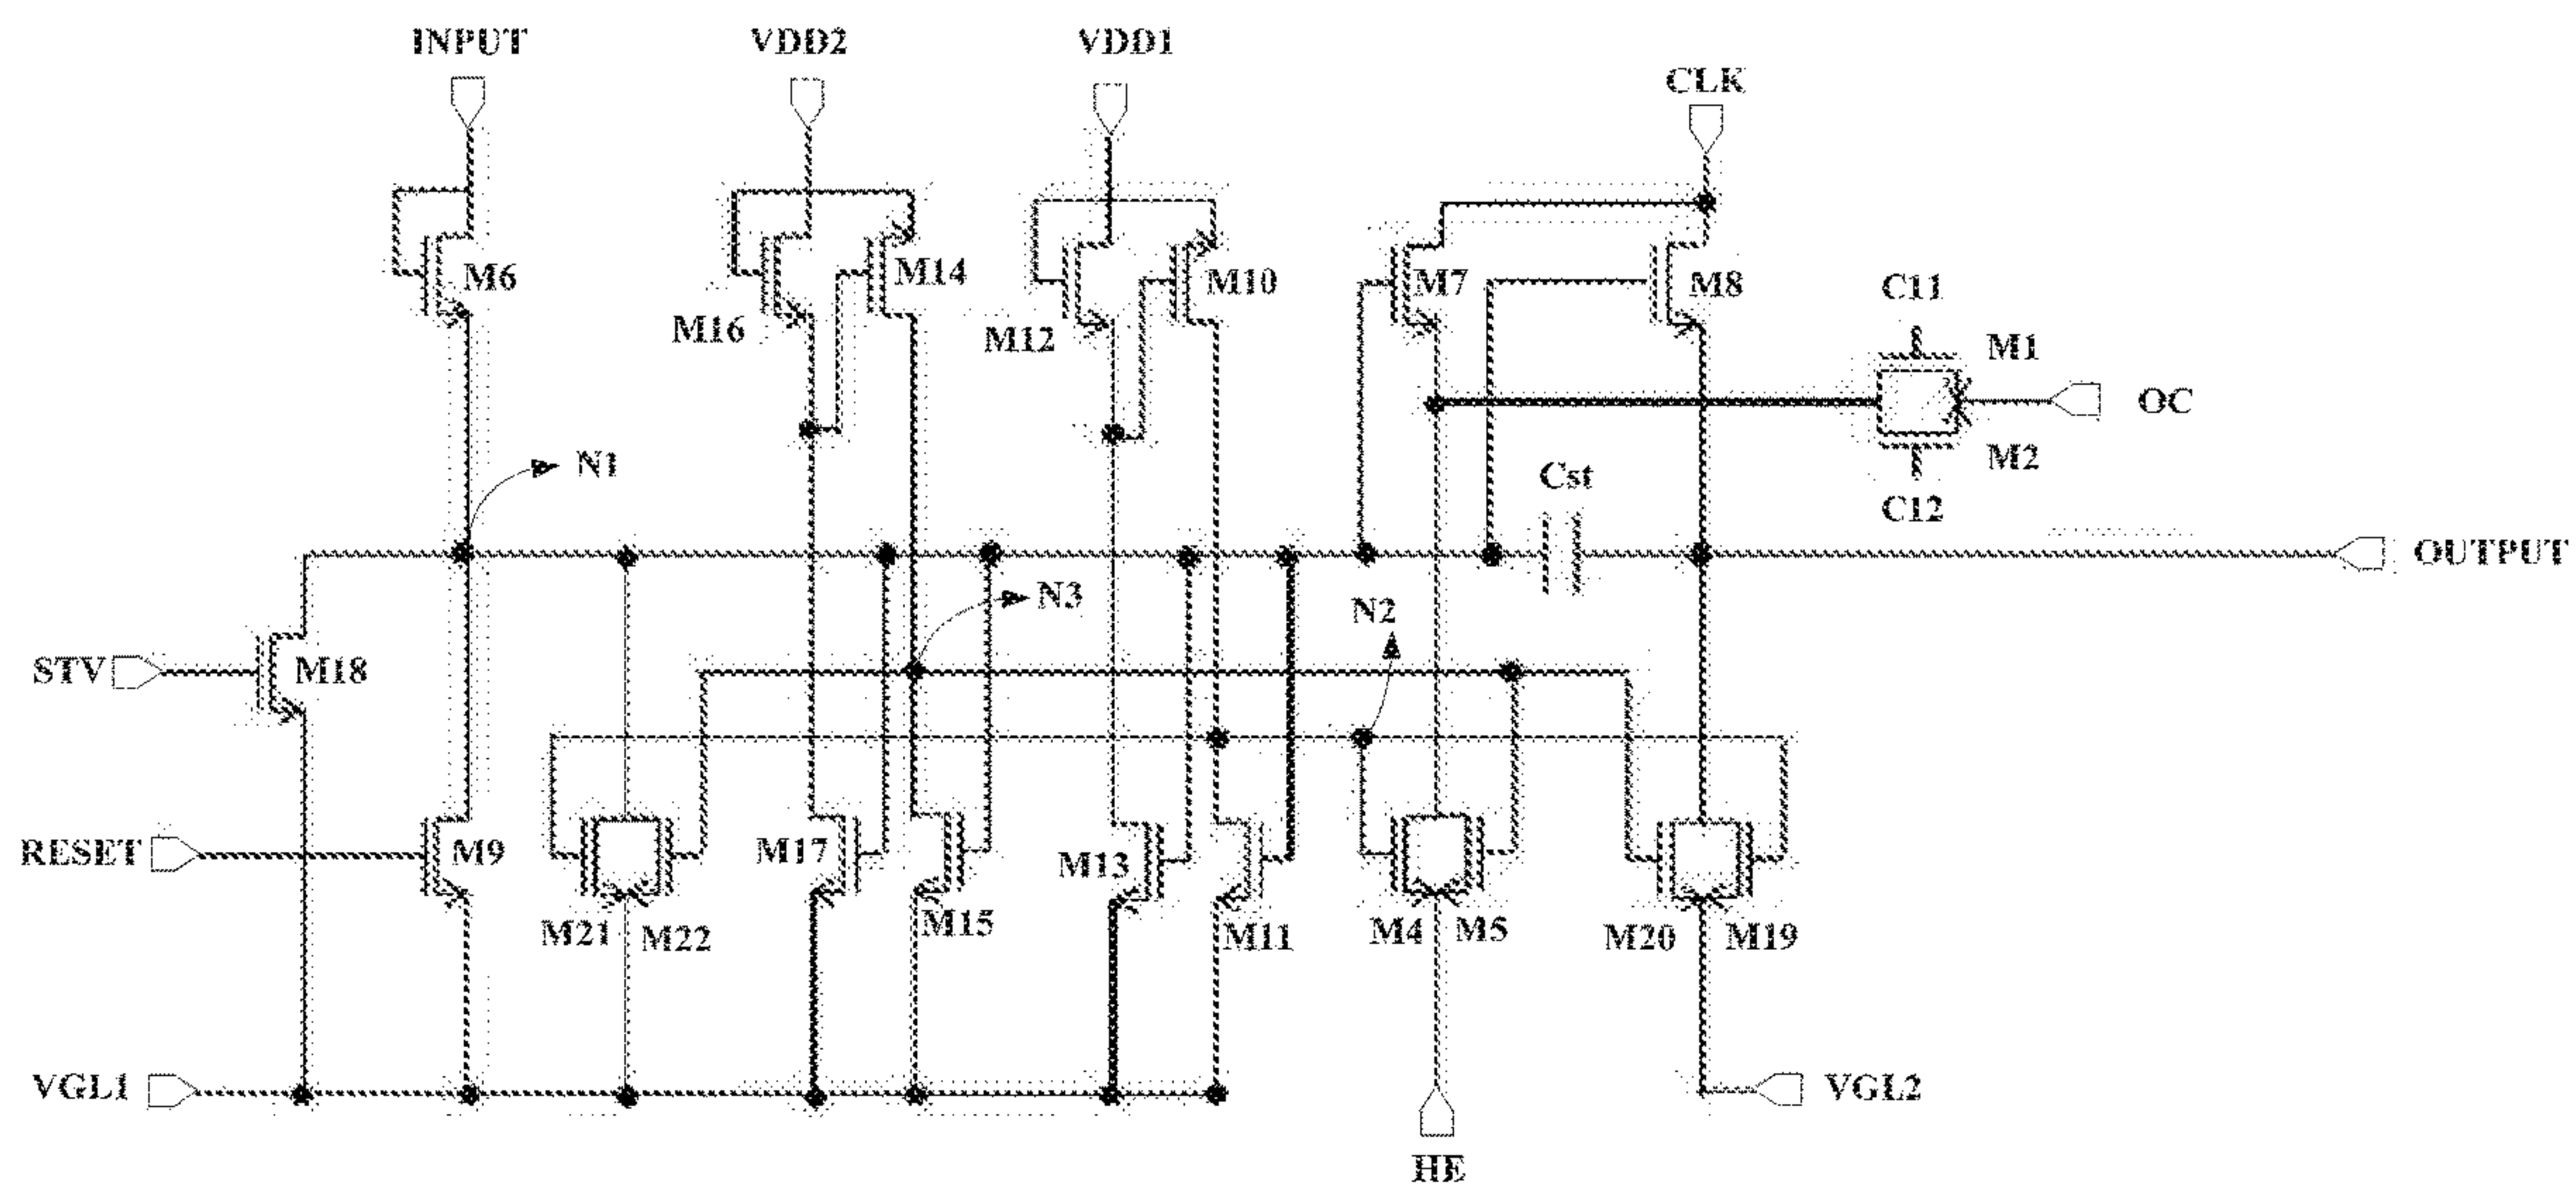 INPUT
VDD2
VDD1
CLK
M6
M14
M10
M7
M8
C11
M16
M12
M1
OC
N1
M2
Cst
C12
OUTPUT
N3
N2
STV
M18
RESET
M9
M17
M13
M21
M22
M15
M11
M4
M5
M20
M19
VGL1
VGL2
HE